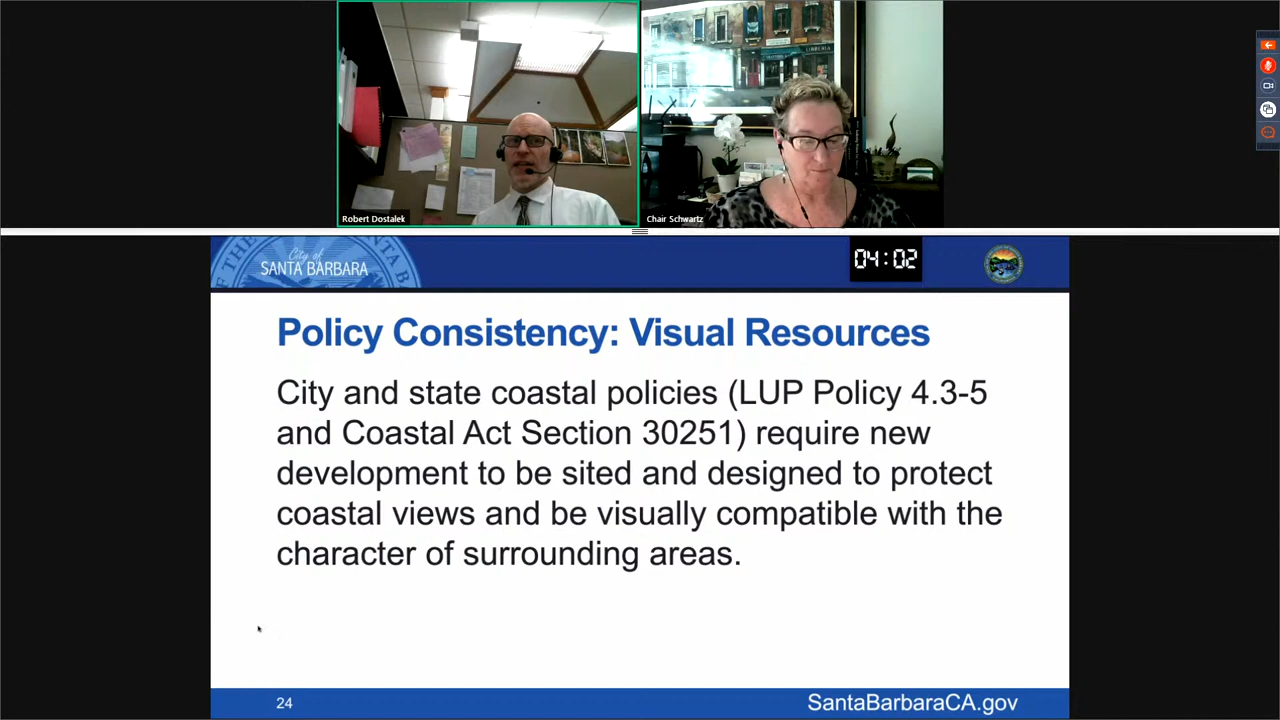 Robert Dostalek
Chair Schwartz
City of
SANTA BARBARA
04:02
Policy Consistency: Visual Resources
City and state coastal policies (LUP Policy 4.3-5
and Coastal Act Section 30251) require new
development to be sited and designed to protect
coastal views and be visually compatible with the
character of surrounding areas.
24
SantaBarbaraCA.gov